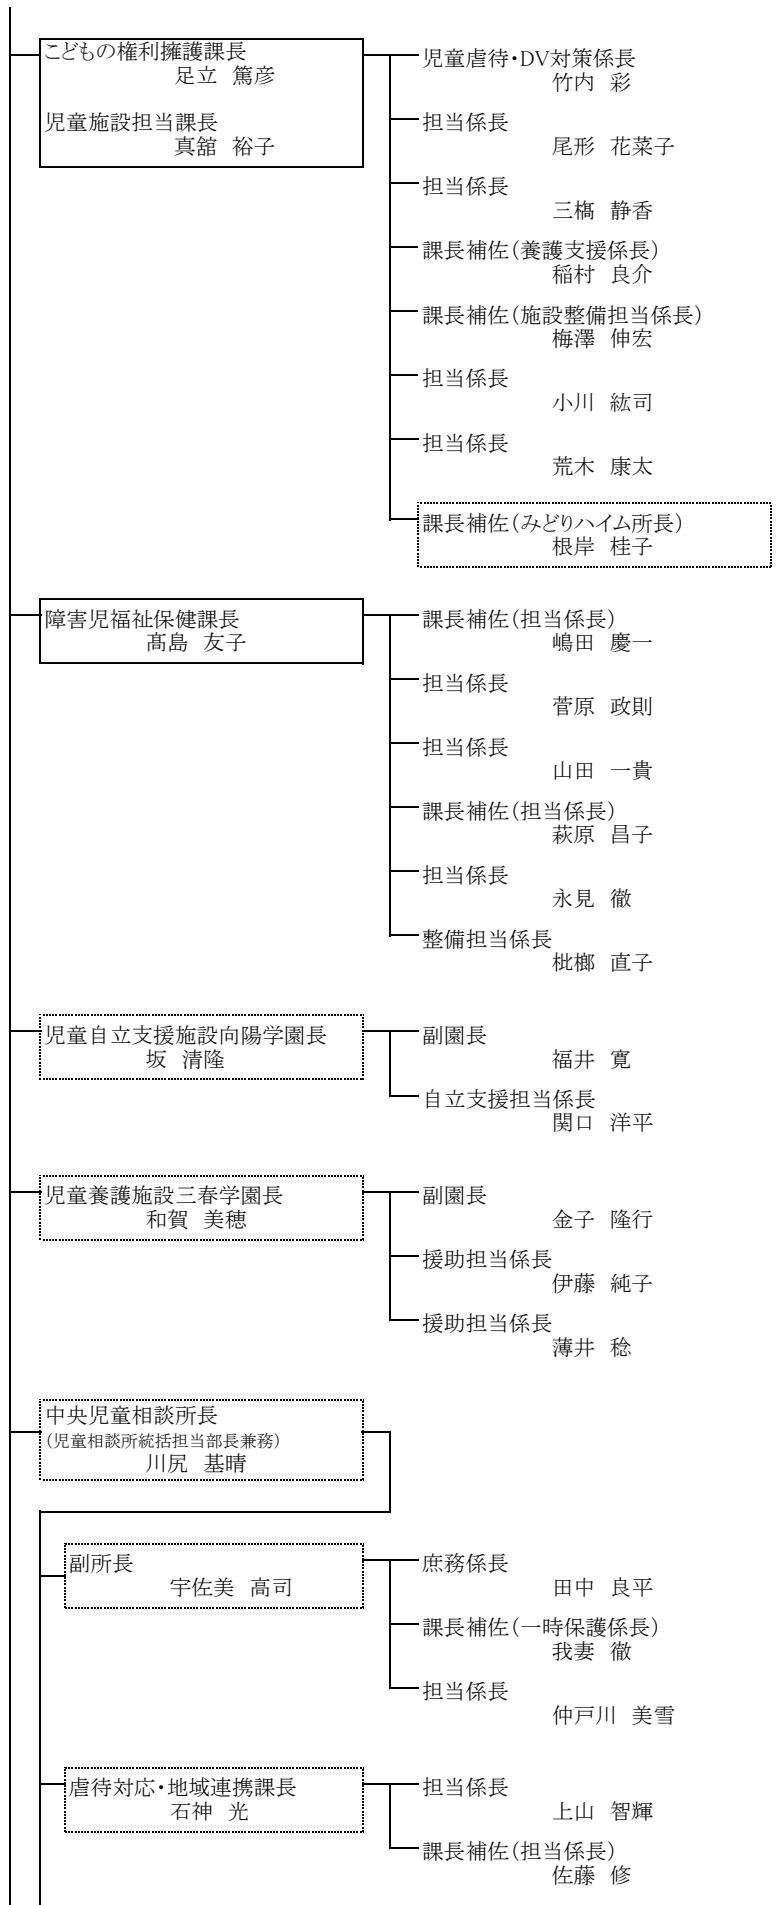 こどもの権利擁護課長
足立 篤彦
児童施設担当課長
真舘 裕子
児童虐待・DV対策係長
竹内 彩
担当係長
尾形 花菜子
担当係長
三槗 静香
課長補佐(養護支援係長)
稲村 良介
課長補佐(施設整備担当係長)
梅澤 伸宏
担当係長
小川 紘司
担当係長
荒木 康太
課長補佐(みどりハイム所長)
根岸 桂子
障害児福祉保健課長
髙島 友子
課長補佐(担当係長)
嶋田 慶一
担当係長
菅原 政則
担当係長
山田 一貴
課長補佐(担当係長)
萩原 昌子
担当係長
永見 徹
整備担当係長
枇榔 直子
児童自立支援施設向陽学園長
坂 清隆
副園長
福井 寛
自立支援担当係長
関口 洋平
児童養護施設三春学園長
和賀 美穂
副園長
金子 隆行
援助担当係長
伊藤 純子
援助担当係長
薄井 稔
中央児童相談所長
(児童相談所統括担当部長兼務)
川尻 基晴
副所長
宇佐美 高司
庶務係長
田中 良平
課長補佐(一時保護係長)
我妻 徹
担当係長
仲戸川 美雪
虐待対応・地域連携課長
石神 光
担当係長
上山 智輝
課長補佐(担当係長)
佐藤 修